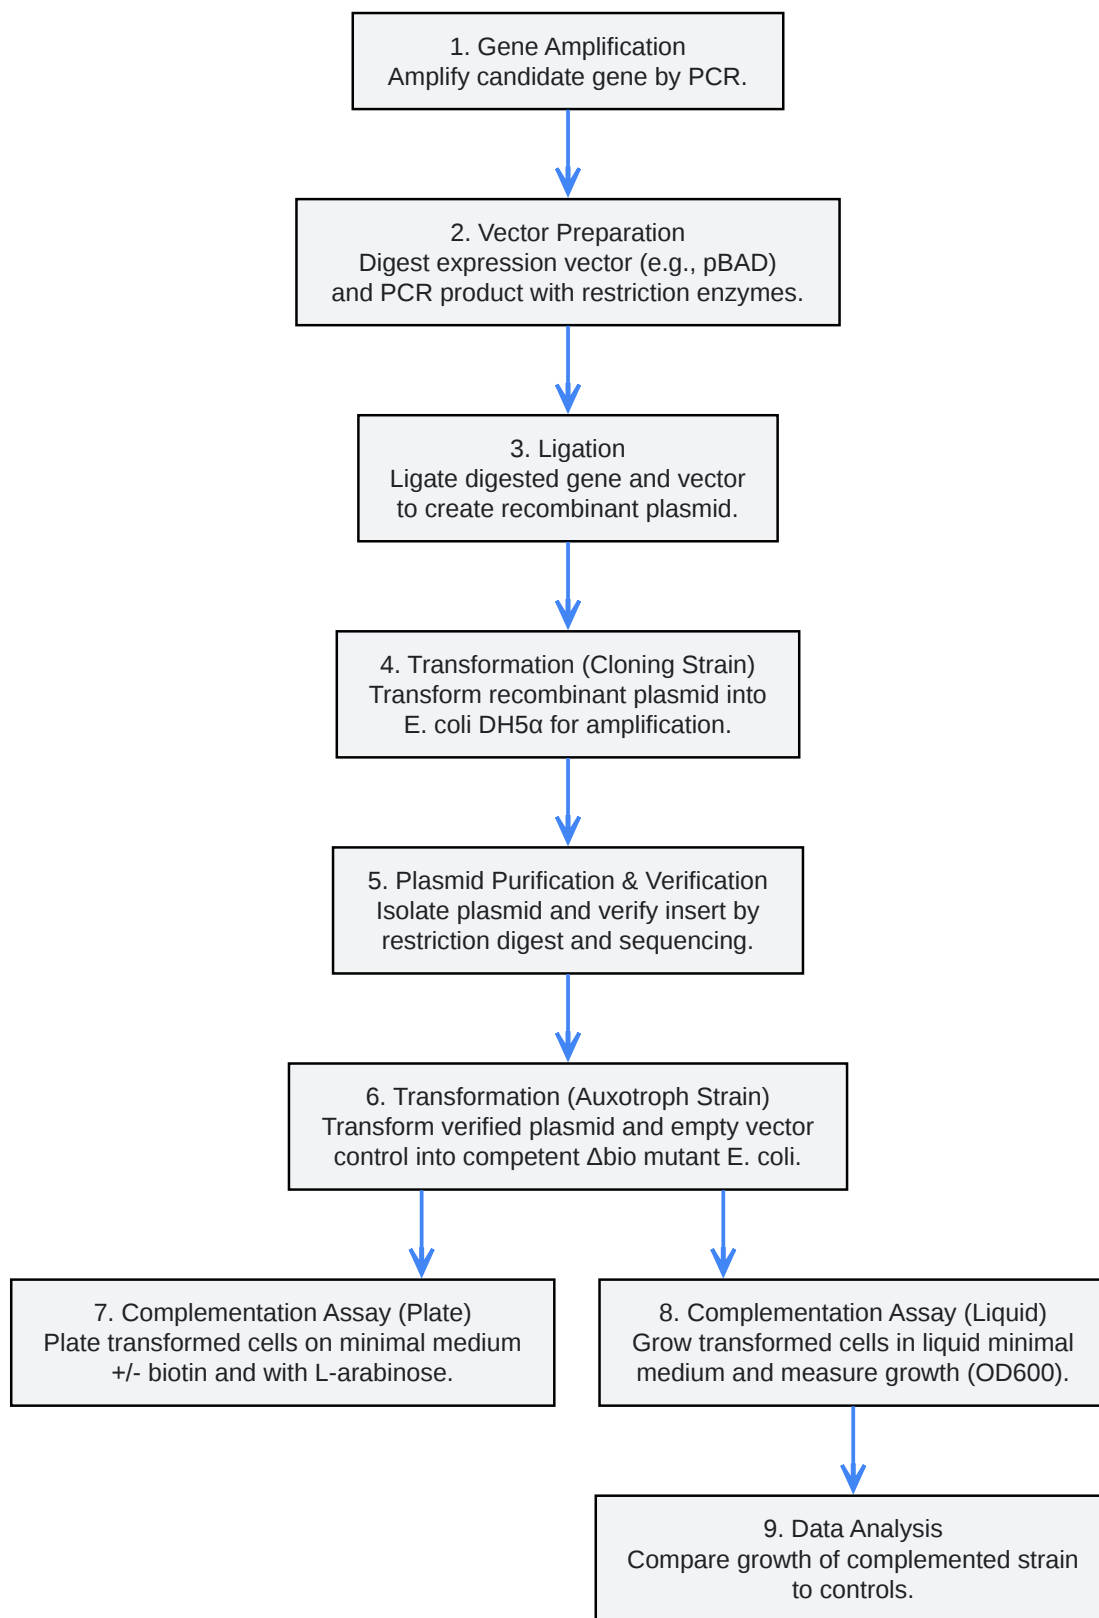 1. Gene Amplification
Amplify candidate gene by PCR.
2. Vector Preparation
Digest expression vector (e.g., pBAD)
and PCR product with restriction enzymes.
3. Ligation
Ligate digested gene and vector
to create recombinant plasmid.
4. Transformation (Cloning Strain)
Transform recombinant plasmid into
E. coli DH5α for amplification.
5. Plasmid Purification & Verification
Isolate plasmid and verify insert by
restriction digest and sequencing.
6. Transformation (Auxotroph Strain)
Transform verified plasmid and empty vector
control into competent Δbio mutant E. coli.
7. Complementation Assay (Plate)
Plate transformed cells on minimal medium
+/- biotin and with L-arabinose.
8. Complementation Assay (Liquid)
Grow transformed cells in liquid minimal
medium and measure growth (OD600).
9. Data Analysis
Compare growth of complemented strain
to controls.